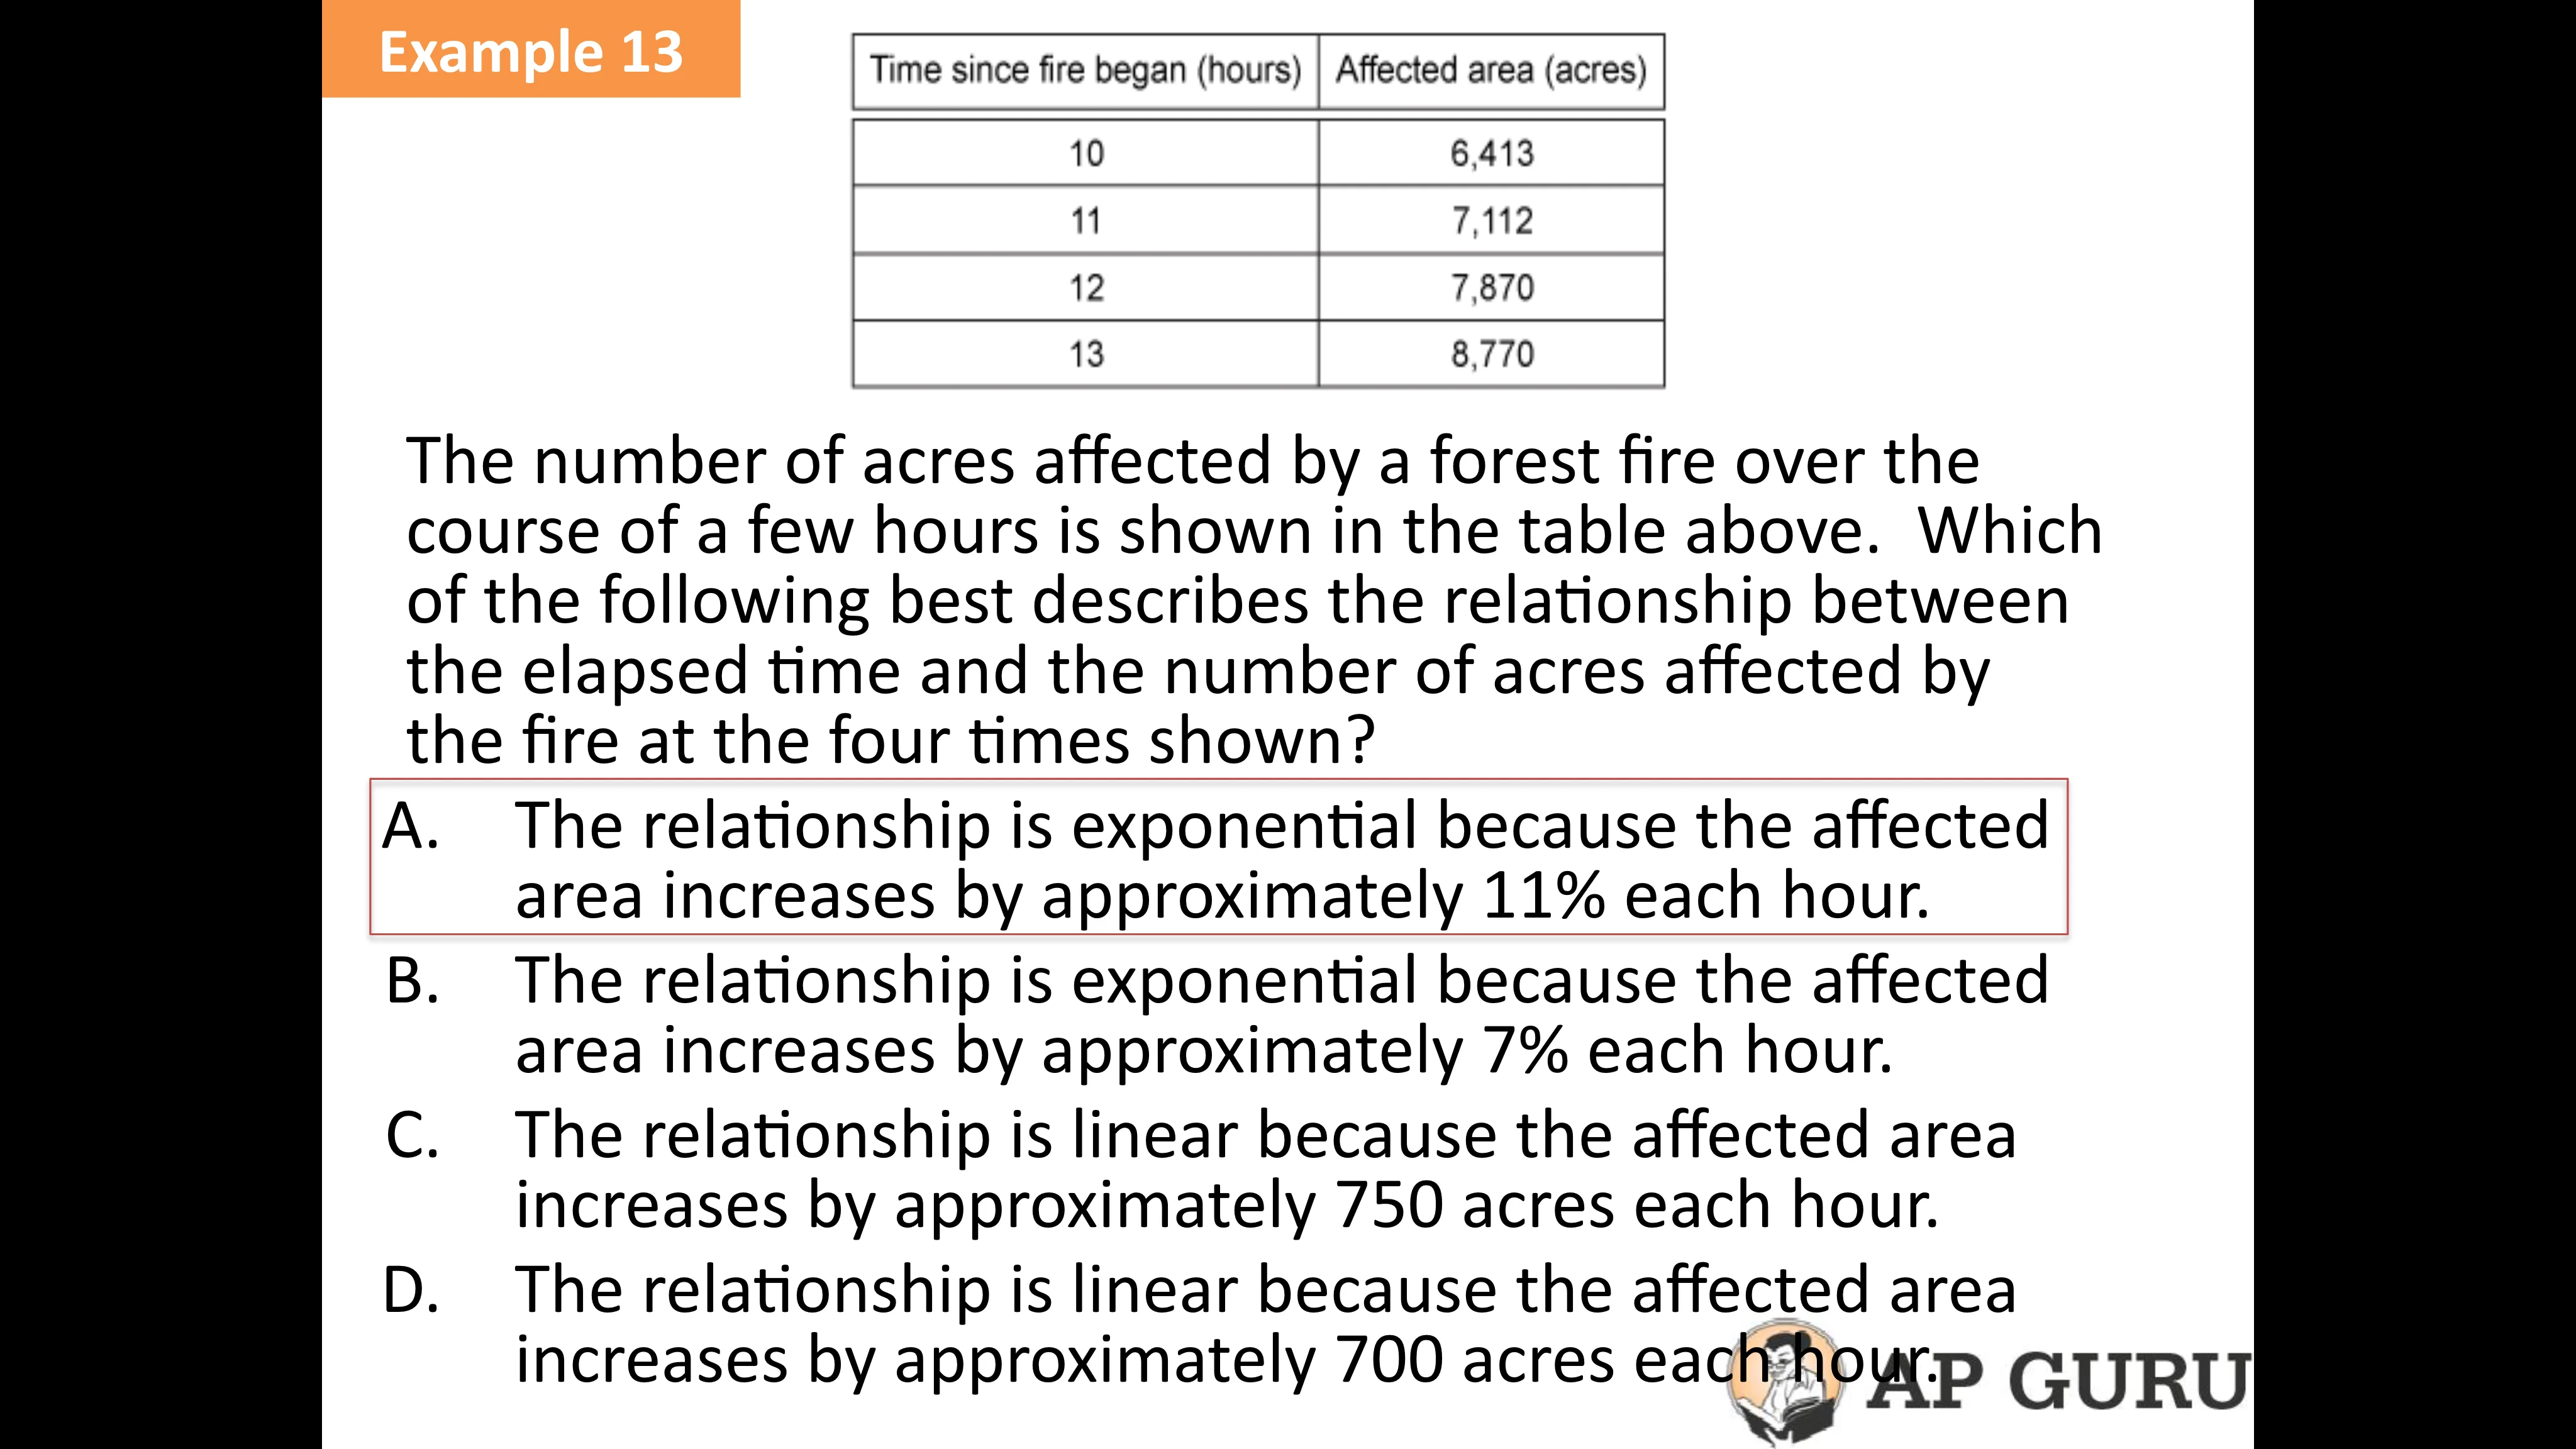 Example 13
Time since fire began (hours) Affected area (acres)
10 6,413
11 7,112
12 7,870
13 8,770
The number of acres affected by a forest fire over the
course of a few hours is shown in the table above.  Which
of the following best describes the relationship between
the elapsed time and the number of acres affected by
the fire at the four times shown?
A. The relationship is exponential because the affected
area increases by approximately 11% each hour.
B. The relationship is exponential because the affected
area increases by approximately 7% each hour.
C. The relationship is linear because the affected area
increases by approximately 750 acres each hour.
D. The relationship is linear because the affected area
increases by approximately 700 acres each hour.
AP GURU